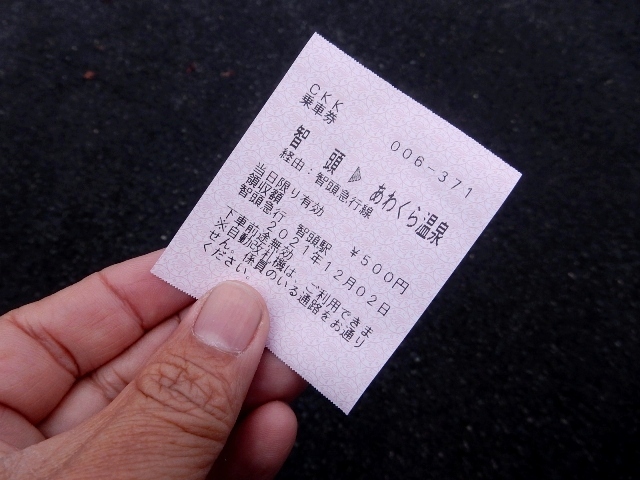 CKK
乗車券
006-371
智 頭 ▶ あわくら温泉
経由：智頭急行線
当日限り有効
領収額 ¥500円
智頭急行 智頭駅
2021年12月02日
下車前途無効
※自動改札機は、ご利用できま
せん。係員のいる通路をお通り
ください。